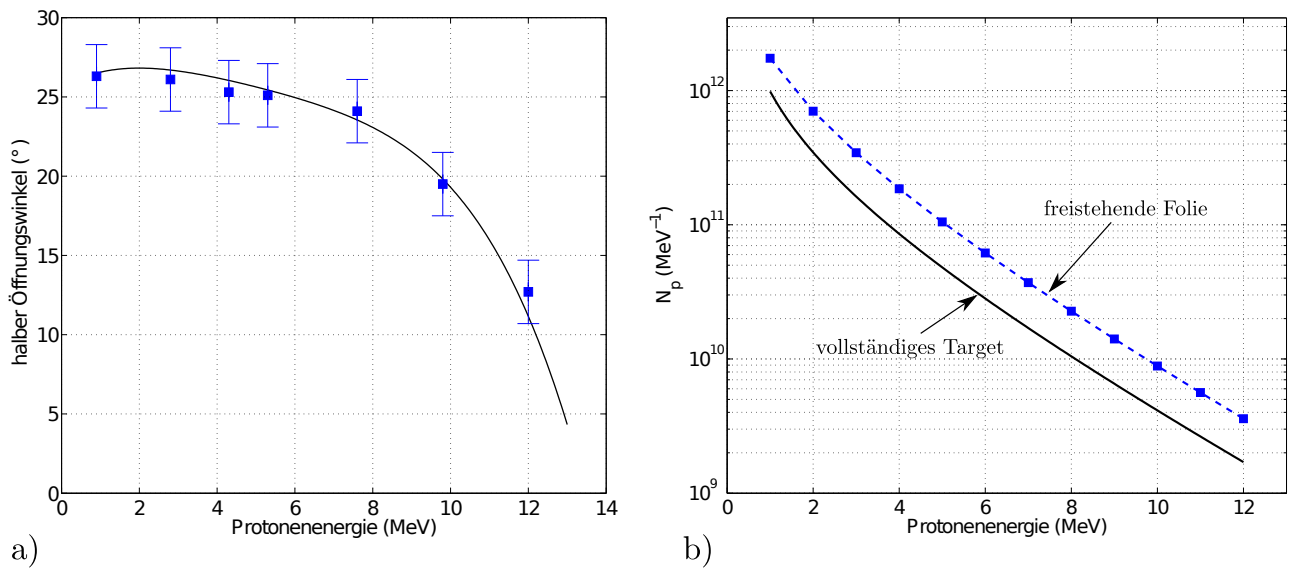 30
25
20
15
10
5
0
0 2 4 6 8 10 12 14
halber Öffnungswinkel (°)
Protonenenergie (MeV)
a)
10¹²
10¹¹
10¹⁰
10⁹
0 2 4 6 8 10 12
Nₚ (MeV⁻¹)
freistehende Folie
vollständiges Target
Protonenenergie (MeV)
b)